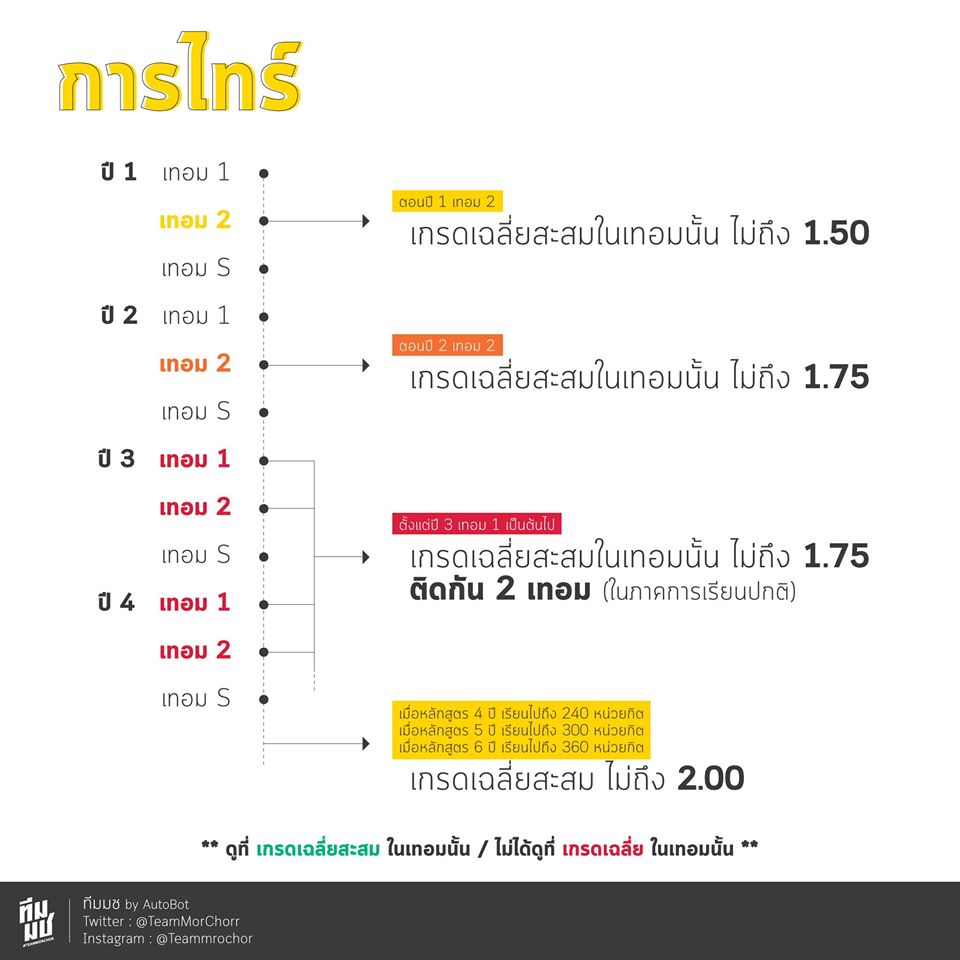 การไทร์
ปี 1 เทอม 1
ตอนปี 1 เทอม 2
เทอม 2
เกรดเฉลี่ยสะสมในเทอมนั้น ไม่ถึง 1.50
เทอม S
ปี 2 เทอม 1
ตอนปี 2 เทอม 2
เทอม 2
เกรดเฉลี่ยสะสมในเทอมนั้น ไม่ถึง 1.75
เทอม S
ปี 3 เทอม 1
เทอม 2
ตั้งแต่ปี 3 เทอม 1 เป็นต้นไป
เทอม S
เกรดเฉลี่ยสะสมในเทอมนั้น ไม่ถึง 1.75
ติดกัน 2 เทอม (ในภาคการเรียนปกติ)
ปี 4 เทอม 1
เทอม 2
เทอม S
เมื่อหลักสูตร 4 ปี เรียนไปถึง 240 หน่วยกิต
เมื่อหลักสูตร 5 ปี เรียนไปถึง 300 หน่วยกิต
เมื่อหลักสูตร 6 ปี เรียนไปถึง 360 หน่วยกิต
เกรดเฉลี่ยสะสม ไม่ถึง 2.00
** ดูที่ เกรดเฉลี่ยสะสม ในเทอมนั้น / ไม่ได้ดูที่ เกรดเฉลี่ย ในเทอมนั้น **
ทีม
มช
#TEAMMORCHOR
ทีมมช by AutoBot
Twitter : @TeamMorChorr
Instagram : @Teammrochor